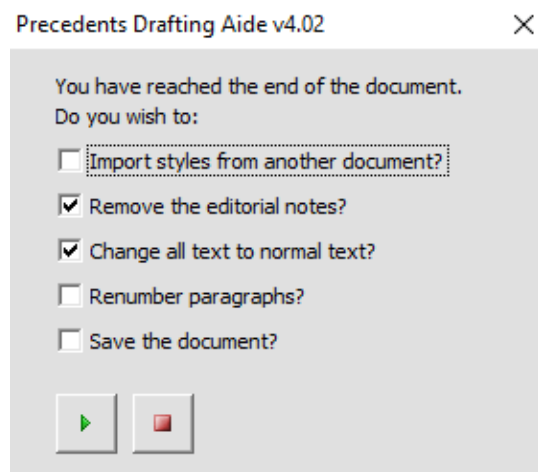 Precedents Drafting Aide v4.02
You have reached the end of the document.
Do you wish to:
Import styles from another document?
Remove the editorial notes?
Change all text to normal text?
Renumber paragraphs?
Save the document?